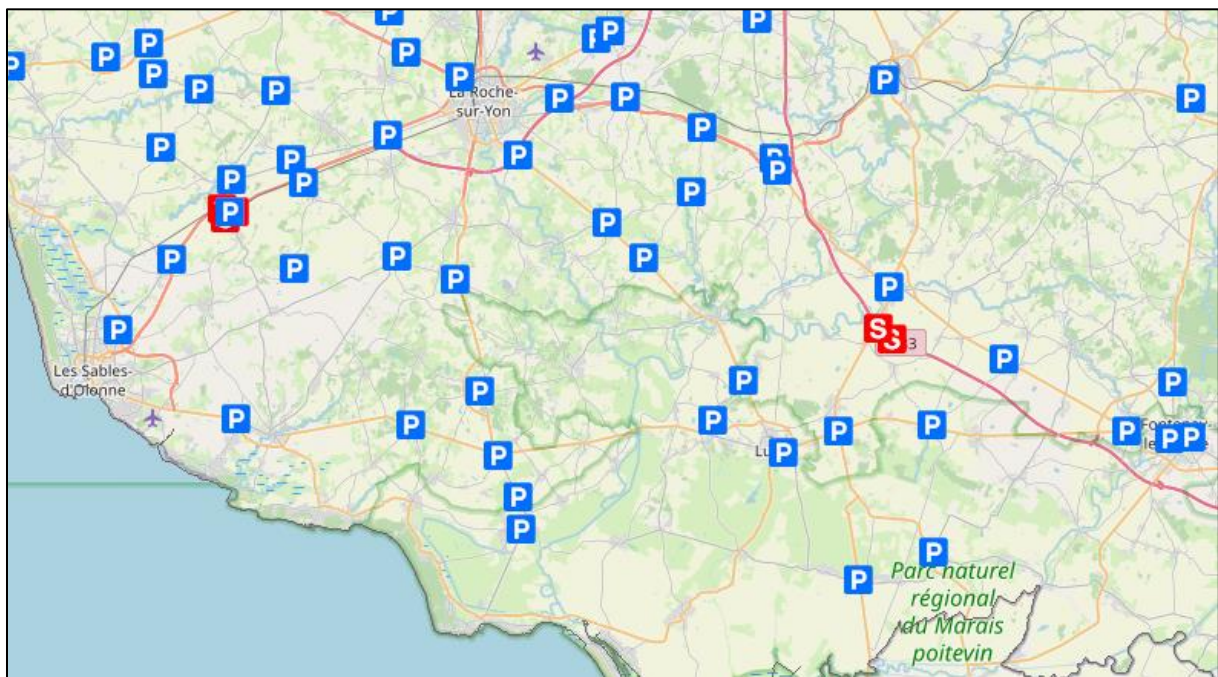 La Roche-
sur-Yon
Les Sables-
d'Olonne
Parc naturel
régional
du Marais
poitevin
P
S